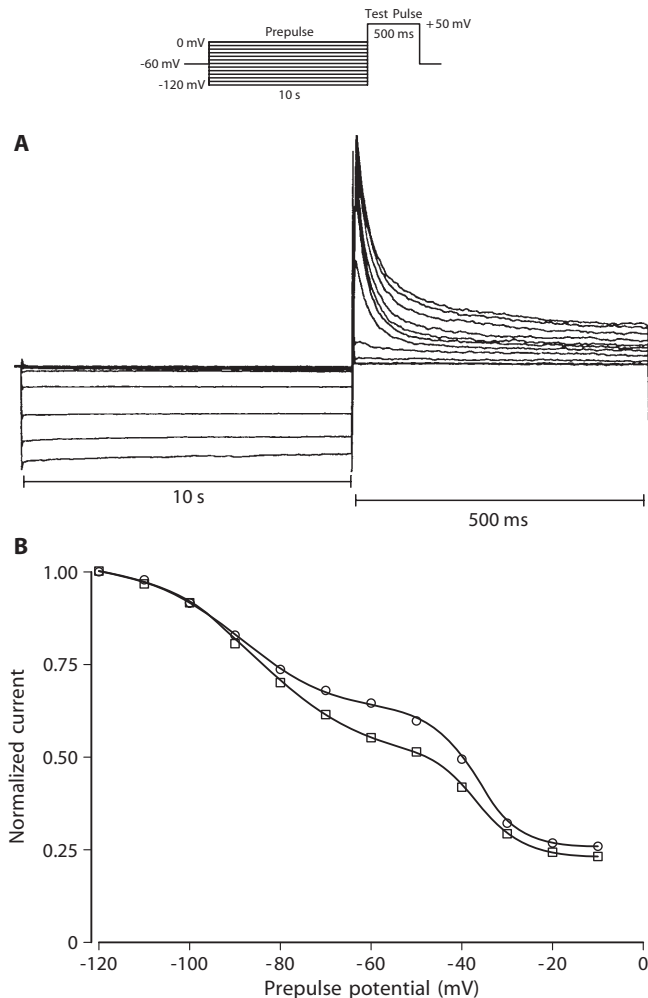 Test Pulse
Prepulse
500 ms
+50 mV
0 mV
-60 mV
-120 mV
10 s
A
10 s
500 ms
B
1.00
0.75
0.50
0.25
0
Normalized current
-120
-100
-80
-60
-40
-20
0
Prepulse potential (mV)